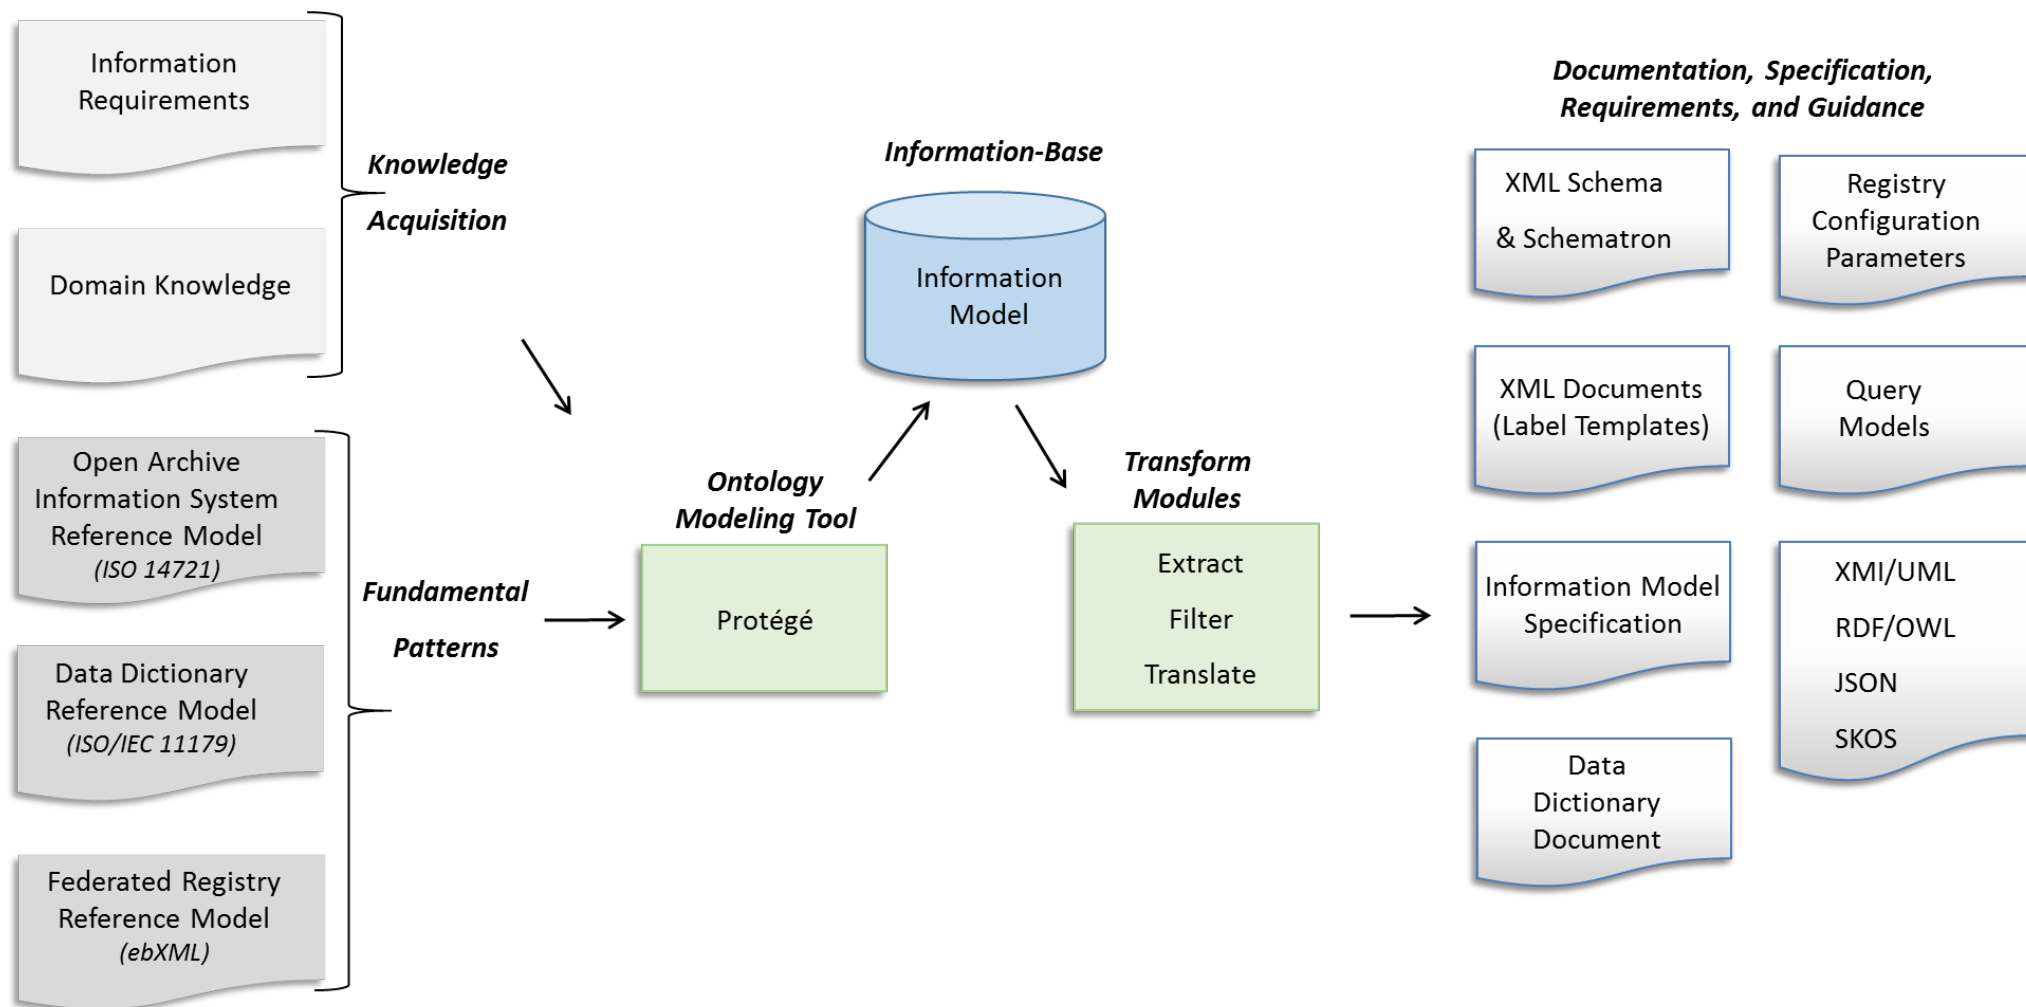 Information
Requirements
Domain Knowledge
Knowledge
Acquisition
Open Archive
Information System
Reference Model
(ISO 14721)
Data Dictionary
Reference Model
(ISO/IEC 11179)
Federated Registry
Reference Model
(ebXML)
Fundamental
Patterns
Ontology
Modeling Tool
Protégé
Information-Base
Information
Model
Transform
Modules
Extract
Filter
Translate
Documentation, Specification,
Requirements, and Guidance
XML Schema
& Schematron
Registry
Configuration
Parameters
XML Documents
(Label Templates)
Query
Models
Information Model
Specification
XMI/UML
RDF/OWL
JSON
SKOS
Data
Dictionary
Document